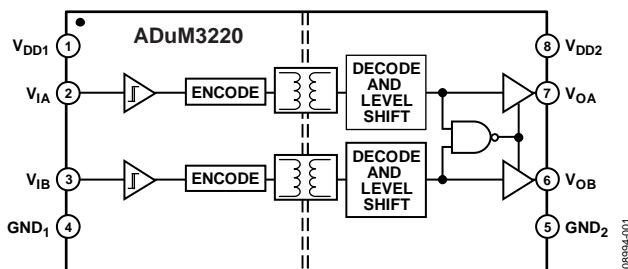 ADuM3220
VDD1 1
8 VDD2
VIA 2
ENCODE
DECODE
AND
LEVEL
SHIFT
7 VOA
VIB 3
ENCODE
DECODE
AND
LEVEL
SHIFT
6 VOB
GND1 4
5 GND2
08994-001